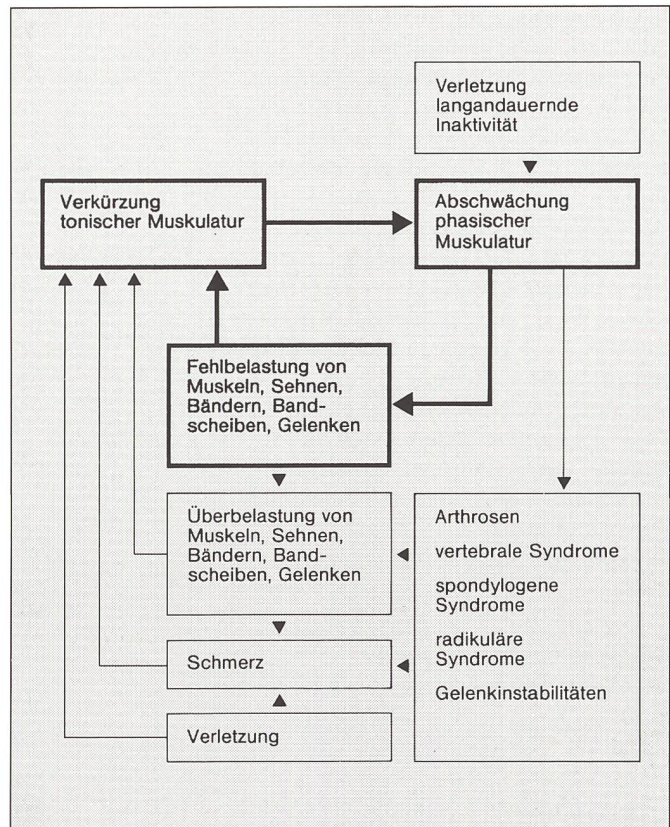 Verletzung
langandauernde
Inaktivität
Verkürzung
tonischer Muskulatur
Abschwächung
phasischer
Muskulatur
Fehlbelastung von
Muskeln, Sehnen,
Bändern, Band-
scheiben, Gelenken
Überbelastung von
Muskeln, Sehnen,
Bändern, Band-
scheiben, Gelenken
Schmerz
Verletzung
Arthrosen
vertebrale Syndrome
spondylogene
Syndrome
radikuläre
Syndrome
Gelenkinstabilitäten